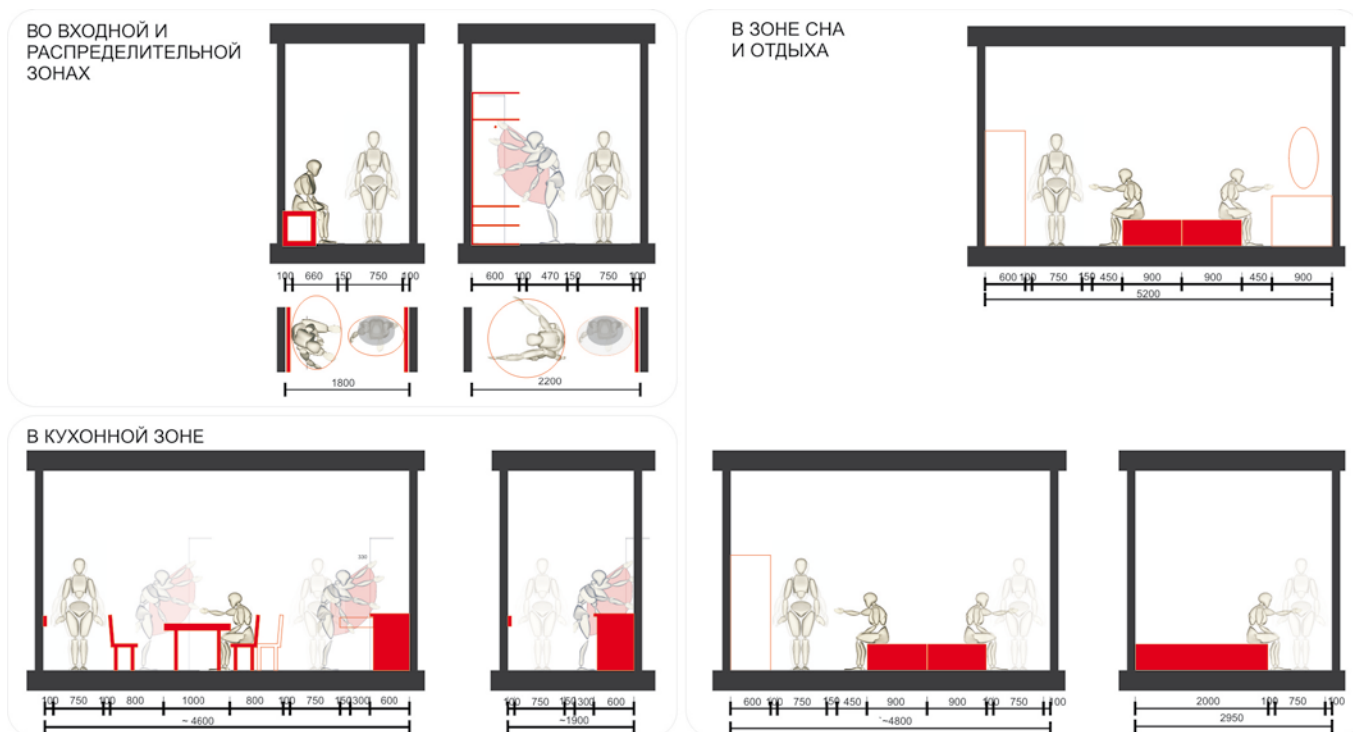 ВО ВХОДНОЙ И
РАСПРЕДЕЛИТЕЛЬНОЙ
ЗОНАХ
100 660 150 750 100
1800
600 100 470 150 750 100
2200
В ЗОНЕ СНА
И ОТДЫХА
600 100 750 150 450 900 900 450 900
5200
В КУХОННОЙ ЗОНЕ
330
100 750 100 800 1000 800 100 750 150 300 600
~ 4600
100 750 150 300 600
~1900
600 100 750 150 450 900 900 100 750 100
~4800
2000 100 750 100
2950